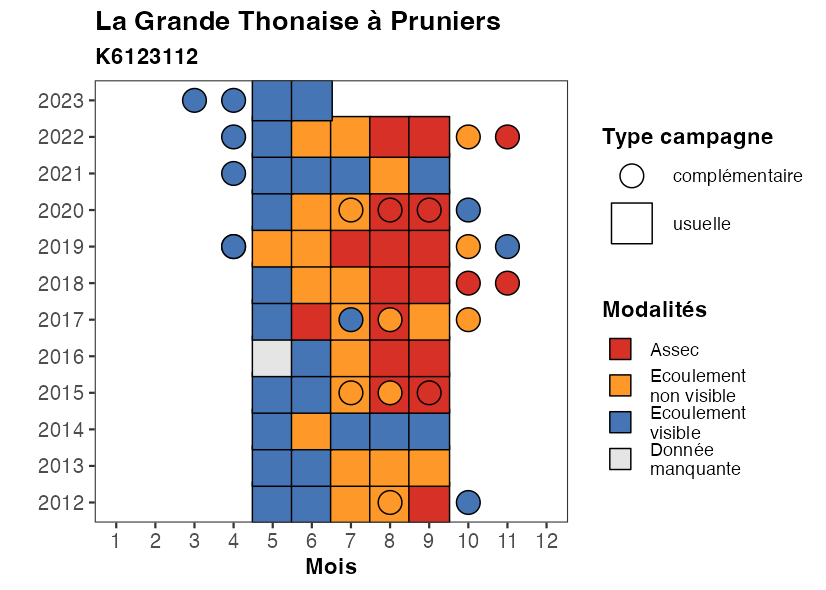 La Grande Thonaise à Pruniers
K6123112
2023
2022
2021
2020
2019
2018
2017
2016
2015
2014
2013
2012
1 2 3 4 5 6 7 8 9 10 11 12
Mois
Type campagne
complémentaire
usuelle
Modalités
Assec
Ecoulement
non visible
Ecoulement
visible
Donnée
manquante